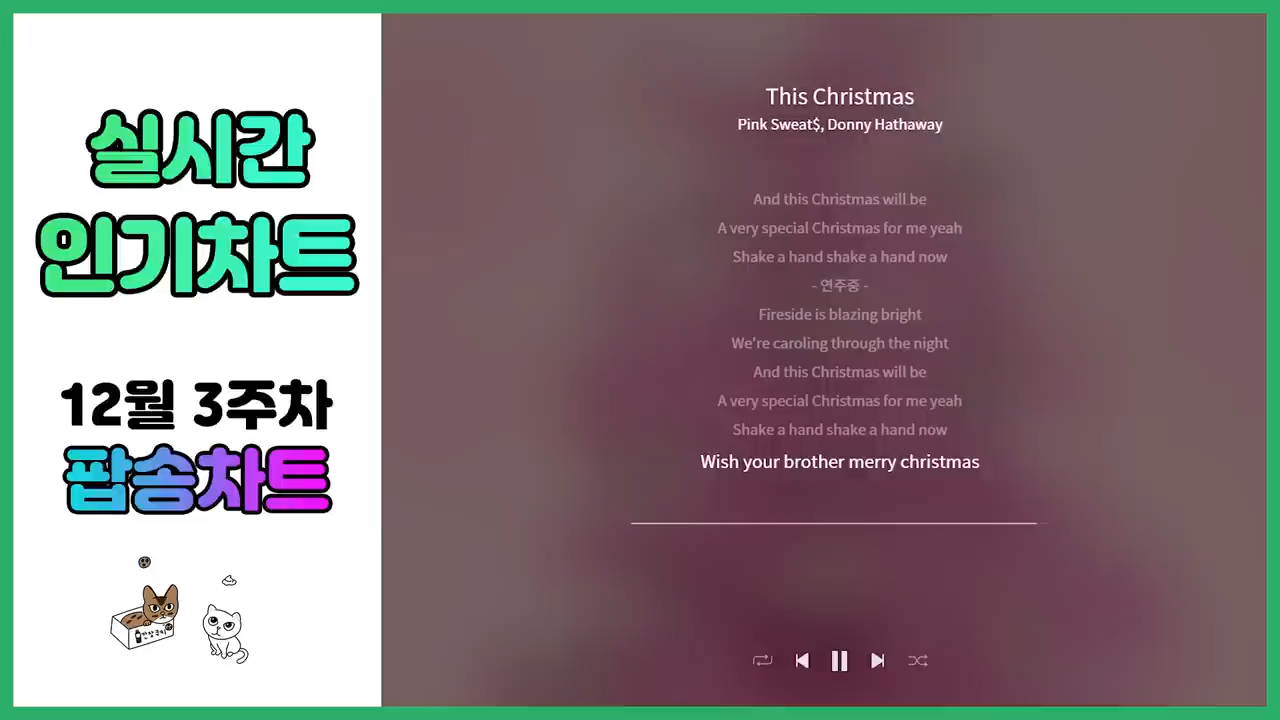 실시간
인기차트
12월 3주차
팝송차트
This Christmas
Pink Sweat$, Donny Hathaway
And this Christmas will be
A very special Christmas for me yeah
Shake a hand shake a hand now
- 연주중 -
Fireside is blazing bright
We're caroling through the night
And this Christmas will be
A very special Christmas for me yeah
Shake a hand shake a hand now
Wish your brother merry christmas